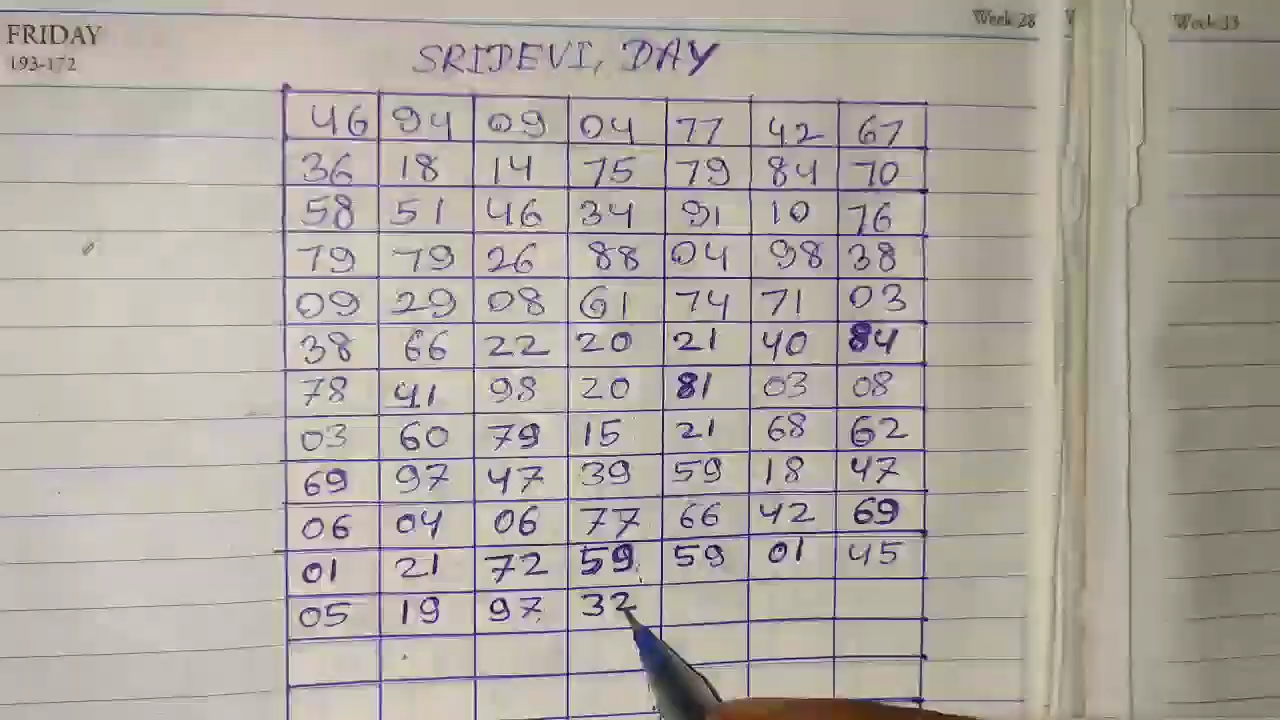 FRIDAY
193-172
Week 28
Week 13
SRIDEVI, DAY
46 94 09 04 77 42 67
36 18 14 75 79 84 70
58 51 46 34 91 10 76
79 79 26 88 04 98 38
09 29 08 61 74 71 03
38 66 22 20 21 40 84
78 41 98 20 81 03 08
03 60 79 15 21 68 62
69 97 47 39 59 18 47
06 04 06 77 66 42 69
01 21 72 59 59 01 45
05 19 97 32